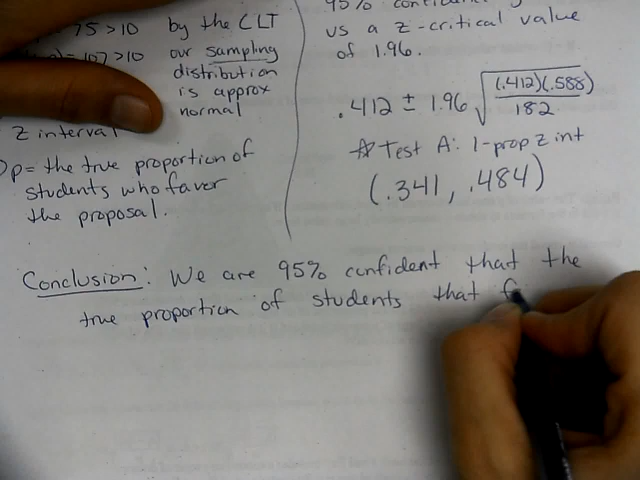 = 75 > 10 by the CLT
= 107 > 10 our sampling
distribution
is approx
normal
Z interval
p = the true proportion of
students who favor
the proposal.
us a z-critical value
of 1.96.
.412 ± 1.96 √((.412)(.588)/182)
Test A: 1-prop z int
(.341, .484)
Conclusion: We are 95% confident that the
true proportion of students that f